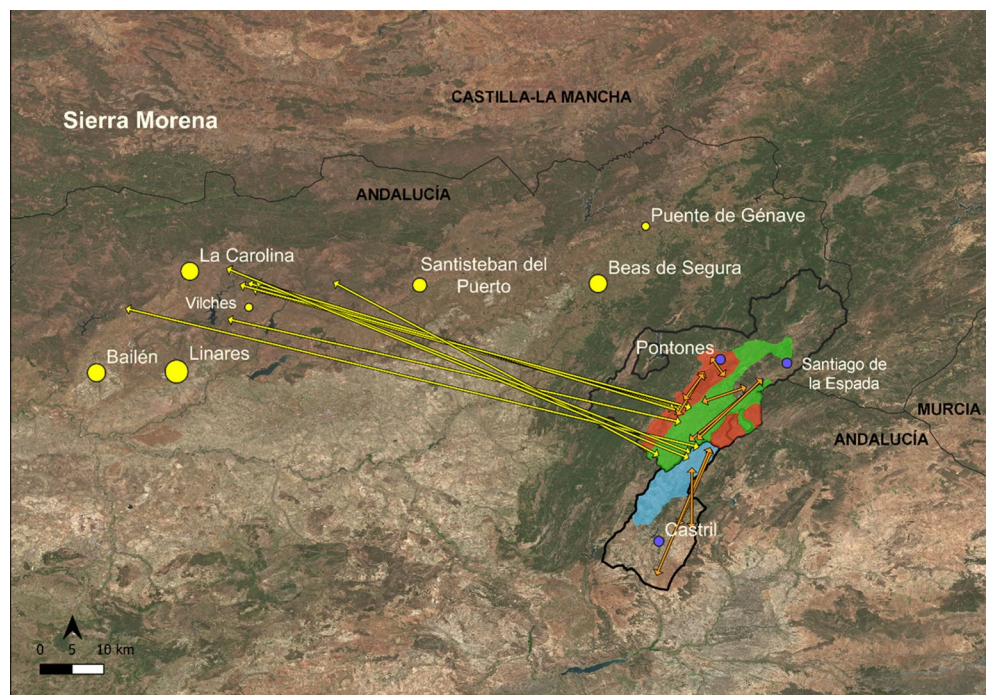 CASTILLA-LA MANCHA
Sierra Morena
ANDALUCÍA
Puente de Génave
La Carolina
Santisteban del
Puerto
Beas de Segura
Vilches
Bailén
Linares
Pontones
Santiago de
la Espada
MURCIA
ANDALUCÍA
Castril
0 5 10 km